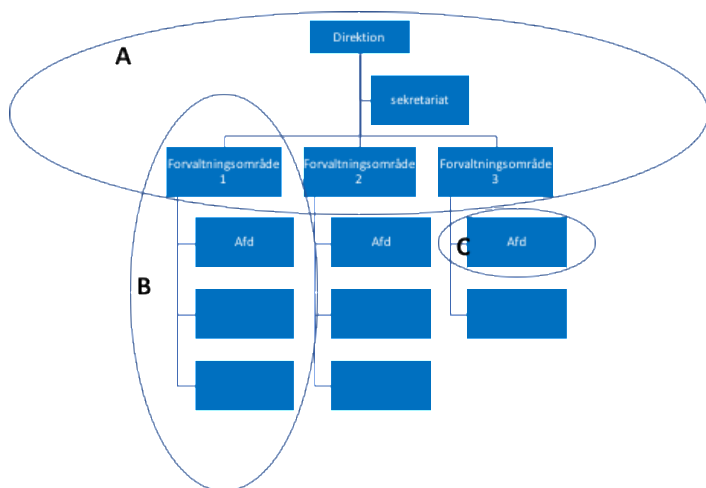 Direktion
A
sekretariat
Forvaltningsområde
1
Forvaltningsområde
2
Forvaltningsområde
3
Afd
Afd
C
Afd
B